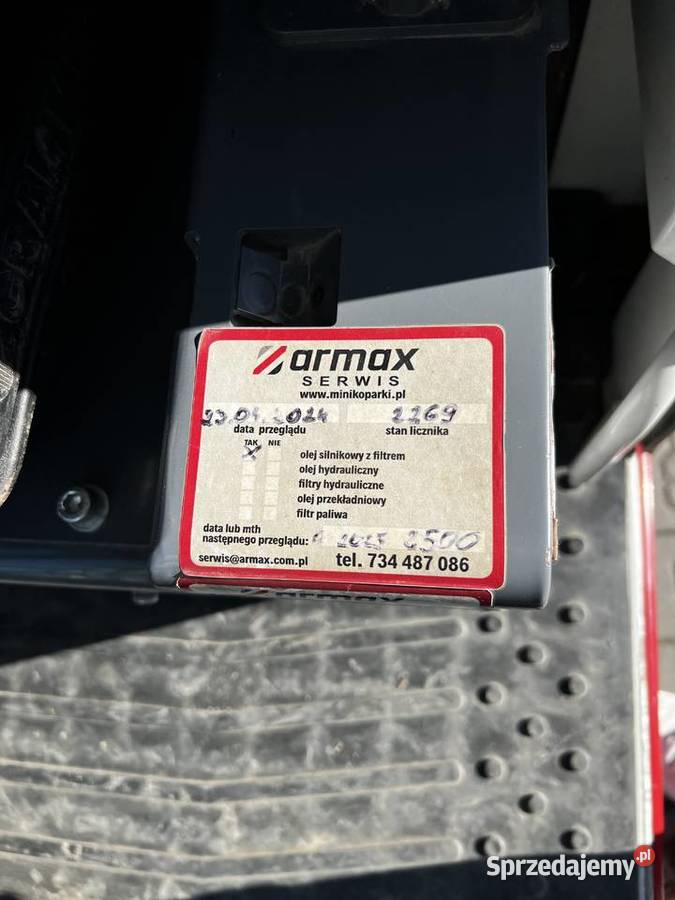 armax
SERWIS
www.minikoparki.pl
23.04.2024 2269
data przeglądu stan licznika
TAK NIE
X olej silnikowy z filtrem
olej hydrauliczny
filtry hydrauliczne
olej przekładniowy
filtr paliwa
data lub mth
następnego przeglądu: 2025 2500
serwis@armax.com.pl tel. 734 487 086
armax
Sprzedajemy.pl